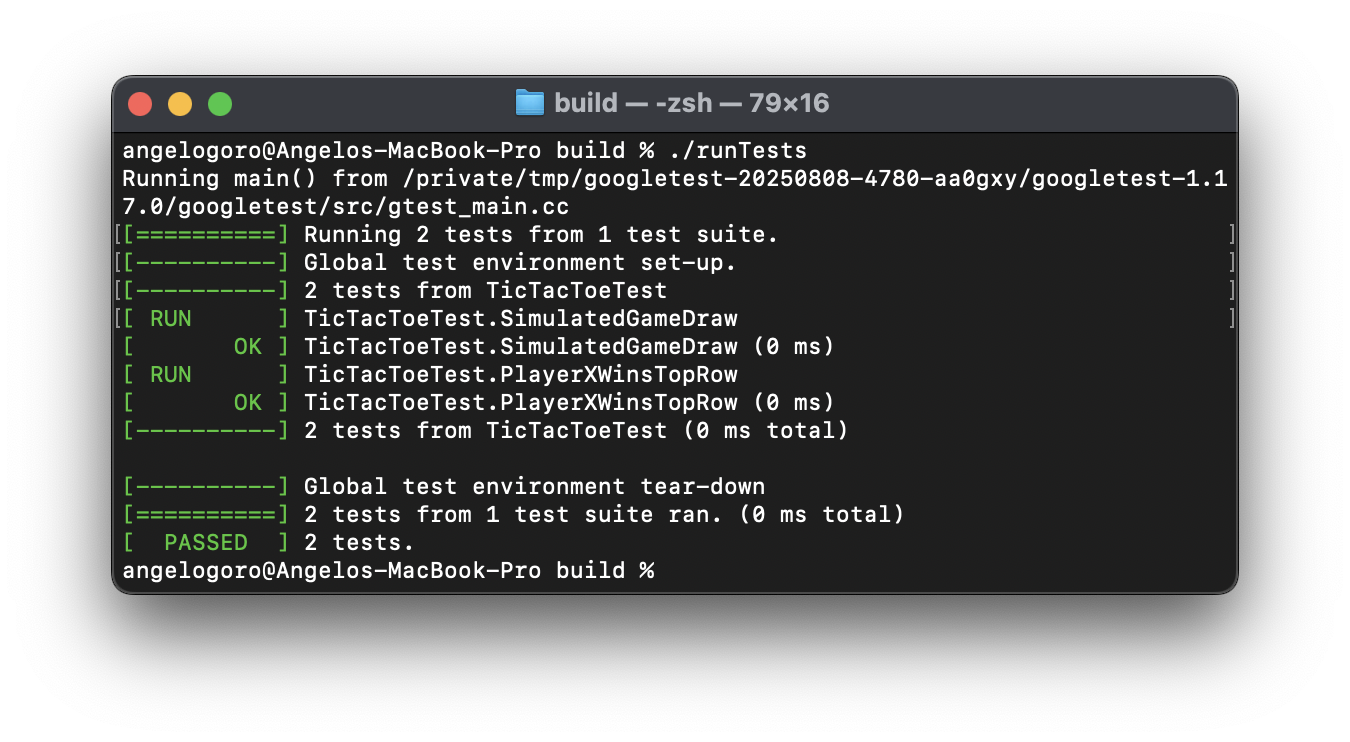 build — -zsh — 79×16
angelogoro@Angelos-MacBook-Pro build % ./runTests
Running main() from /private/tmp/googletest-20250808-4780-aa0gxy/googletest-1.1
7.0/googletest/src/gtest_main.cc
[==========] Running 2 tests from 1 test suite.
[----------] Global test environment set-up.
[----------] 2 tests from TicTacToeTest
[ RUN      ] TicTacToeTest.SimulatedGameDraw
[       OK ] TicTacToeTest.SimulatedGameDraw (0 ms)
[ RUN      ] TicTacToeTest.PlayerXWinsTopRow
[       OK ] TicTacToeTest.PlayerXWinsTopRow (0 ms)
[----------] 2 tests from TicTacToeTest (0 ms total)
[----------] Global test environment tear-down
[==========] 2 tests from 1 test suite ran. (0 ms total)
[  PASSED  ] 2 tests.
angelogoro@Angelos-MacBook-Pro build %